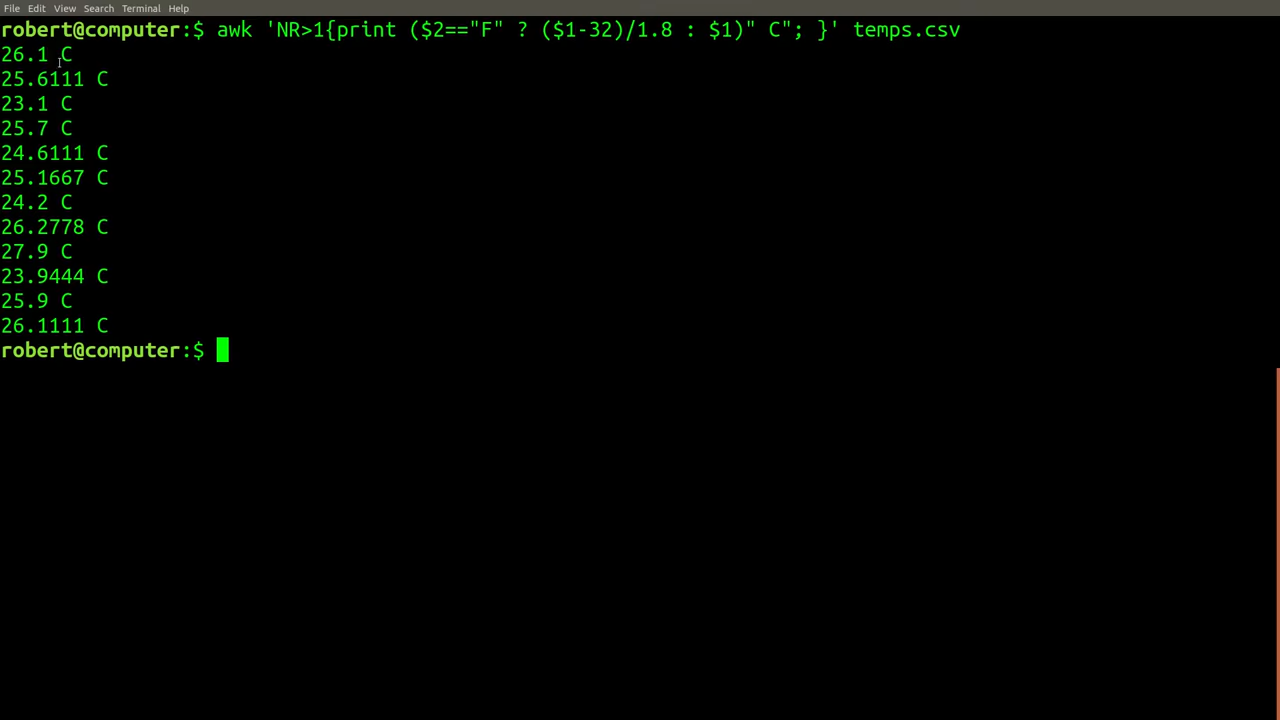 File Edit View Search Terminal Help
robert@computer:$ awk 'NR>1{print ($2=="F" ? ($1-32)/1.8 : $1)" C"; }' temps.csv
26.1 C
25.6111 C
23.1 C
25.7 C
24.6111 C
25.1667 C
24.2 C
26.2778 C
27.9 C
23.9444 C
25.9 C
26.1111 C
robert@computer:$